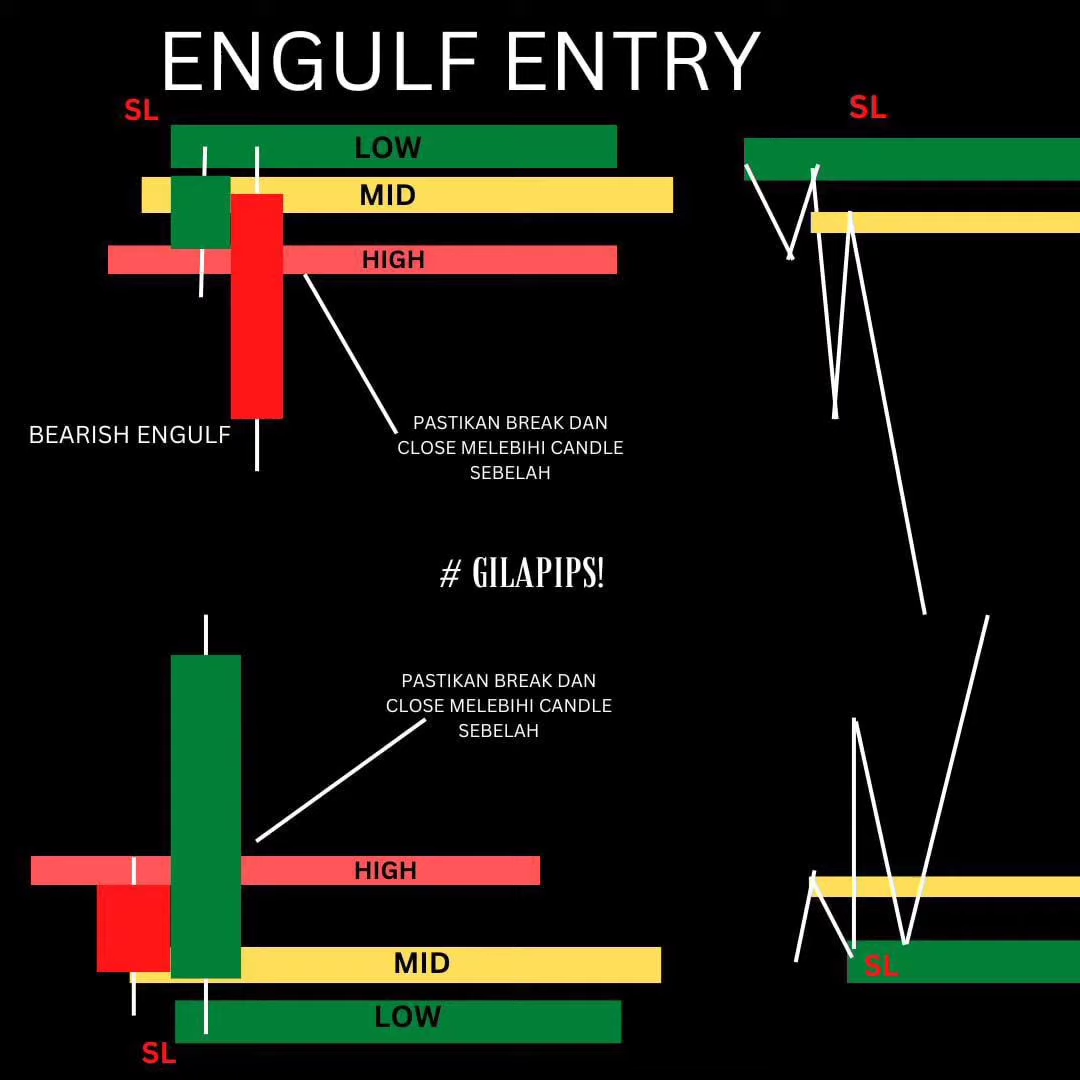 ENGULF ENTRY
SL
SL
LOW
MID
HIGH
PASTIKAN BREAK DAN
CLOSE MELEBIHI CANDLE
SEBELAH
BEARISH ENGULF
# GILAPIPS!
PASTIKAN BREAK DAN
CLOSE MELEBIHI CANDLE
SEBELAH
HIGH
MID
SL
LOW
SL